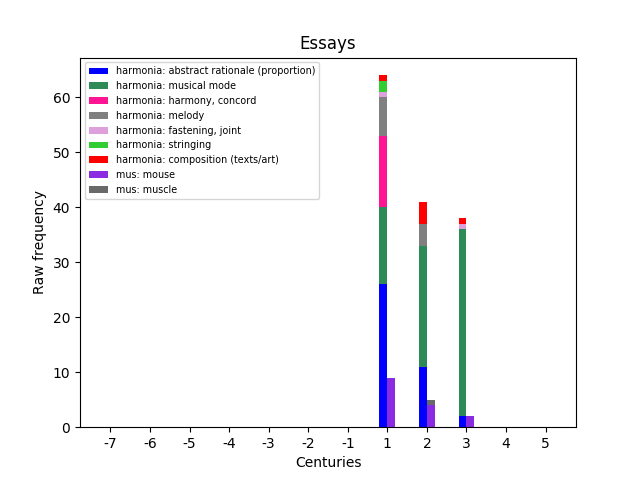 Essays
harmonia: abstract rationale (proportion)
harmonia: musical mode
harmonia: harmony, concord
harmonia: melody
harmonia: fastening, joint
harmonia: stringing
harmonia: composition (texts/art)
mus: mouse
mus: muscle
Raw frequency
60
50
40
30
20
10
0
-7 -6 -5 -4 -3 -2 -1 1 2 3 4 5
Centuries